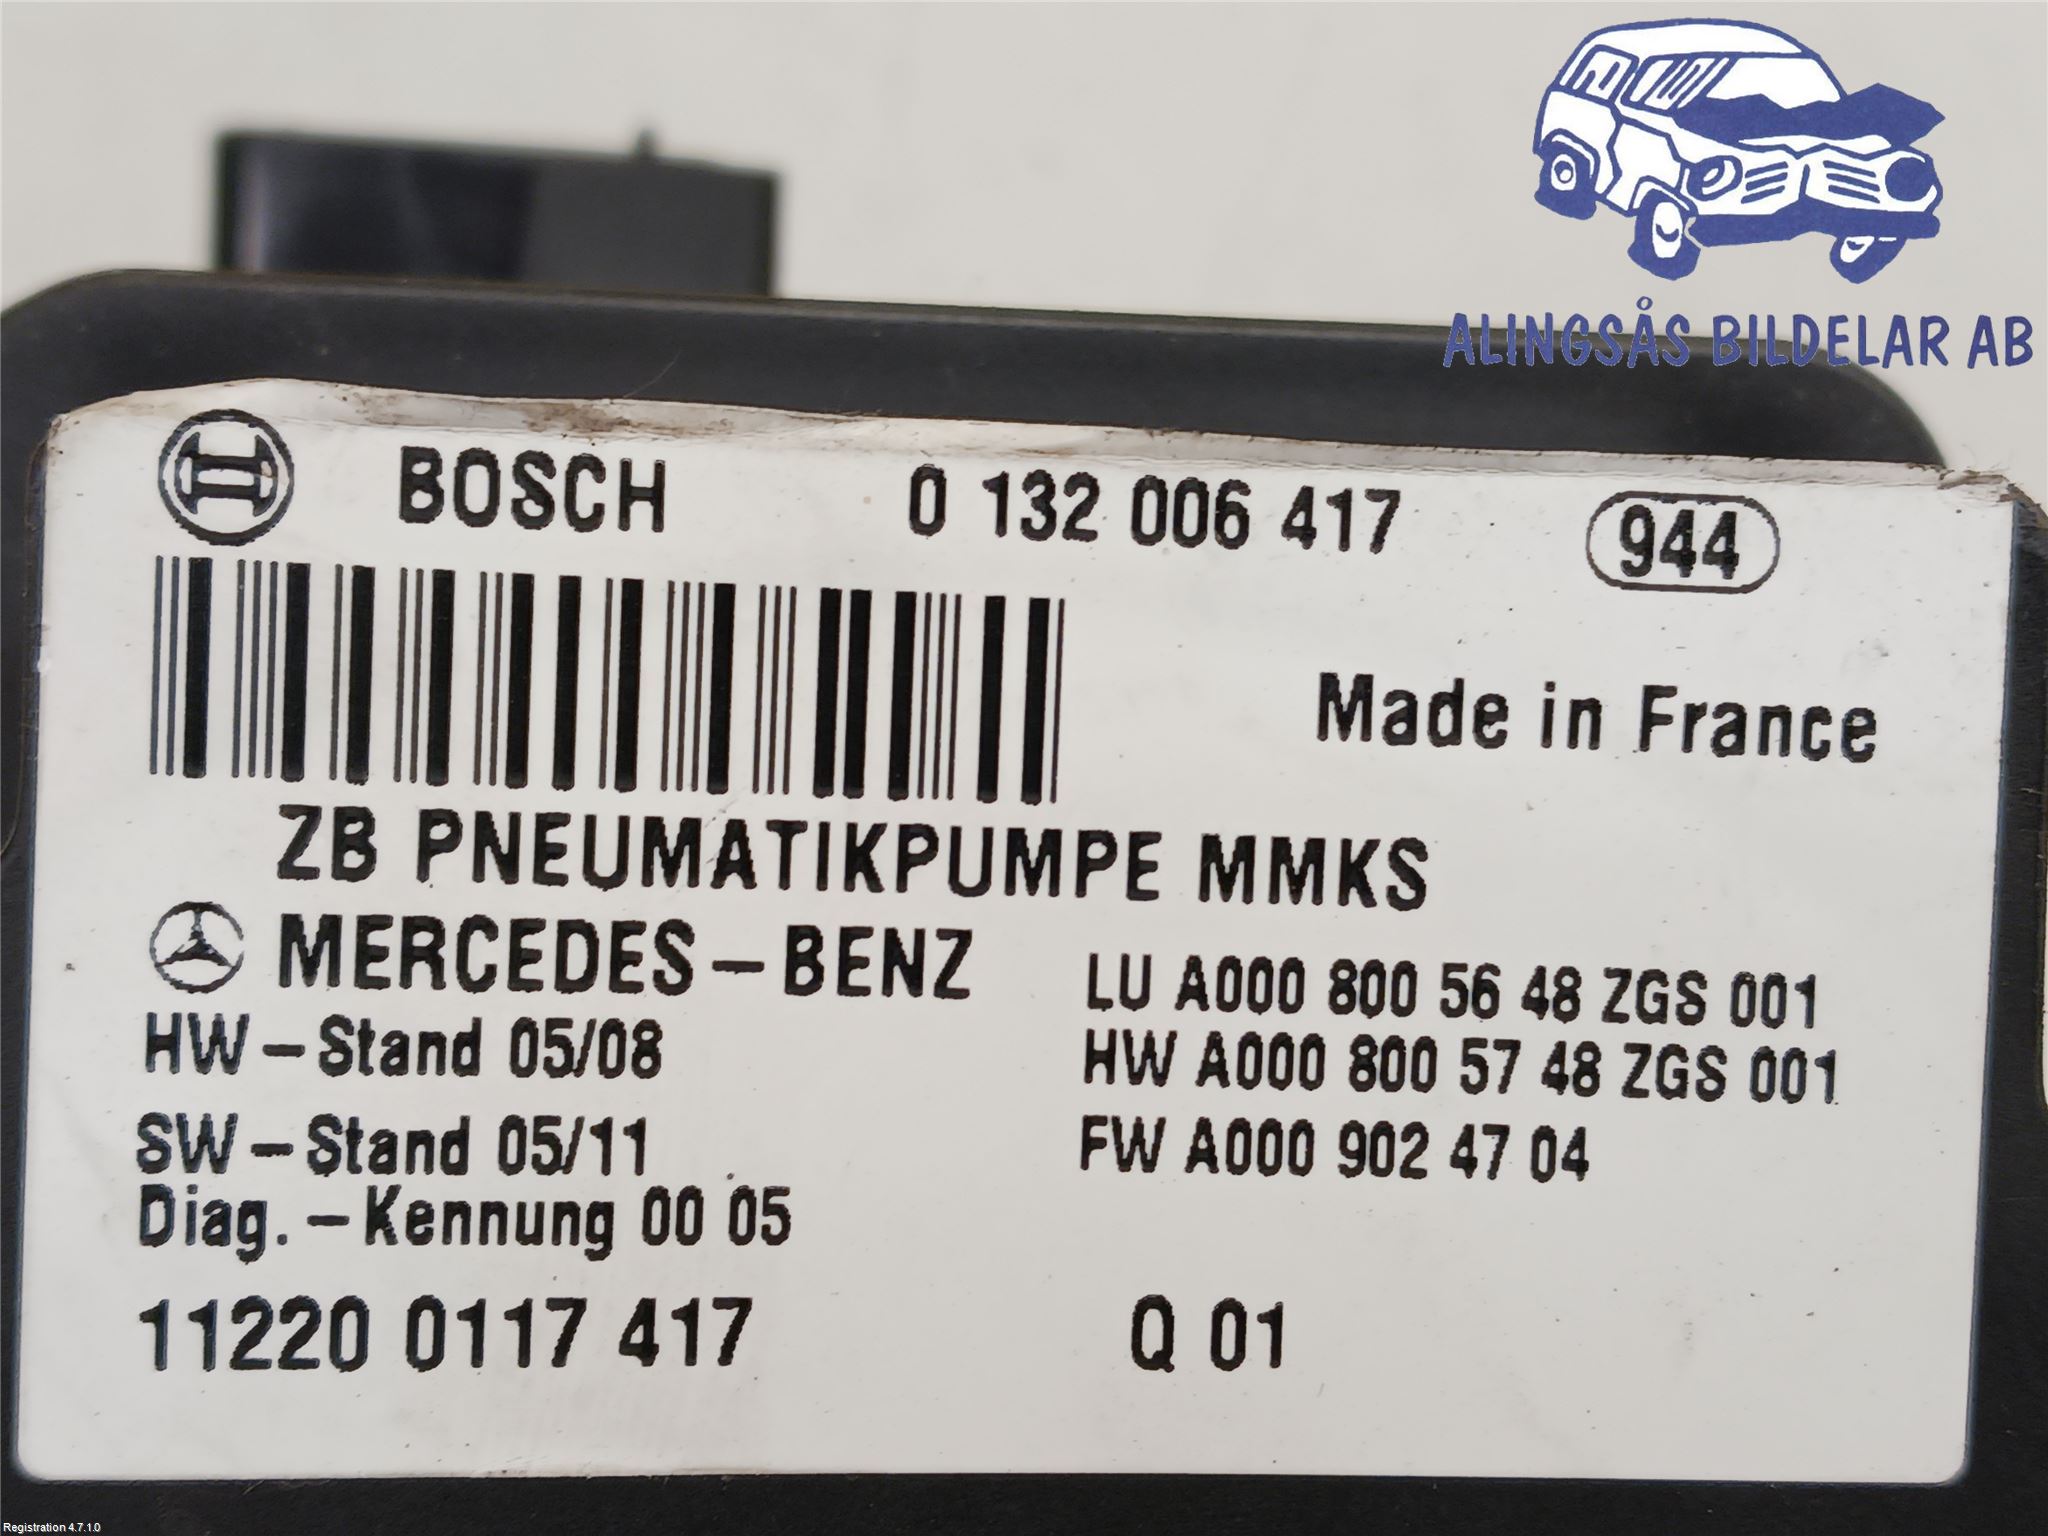 ALINGSÅS BILDELAR AB
BOSCH 0 132 006 417 944
Made in France
ZB PNEUMATIKPUMPE MMKS
MERCEDES-BENZ LU A000 800 56 48 ZGS 001
HW-Stand 05/08 HW A000 800 57 48 ZGS 001
SW-Stand 05/11 FW A000 902 47 04
Diag.-Kennung 00 05
11220 0117 417 Q 01
Registration 4.7.1.0